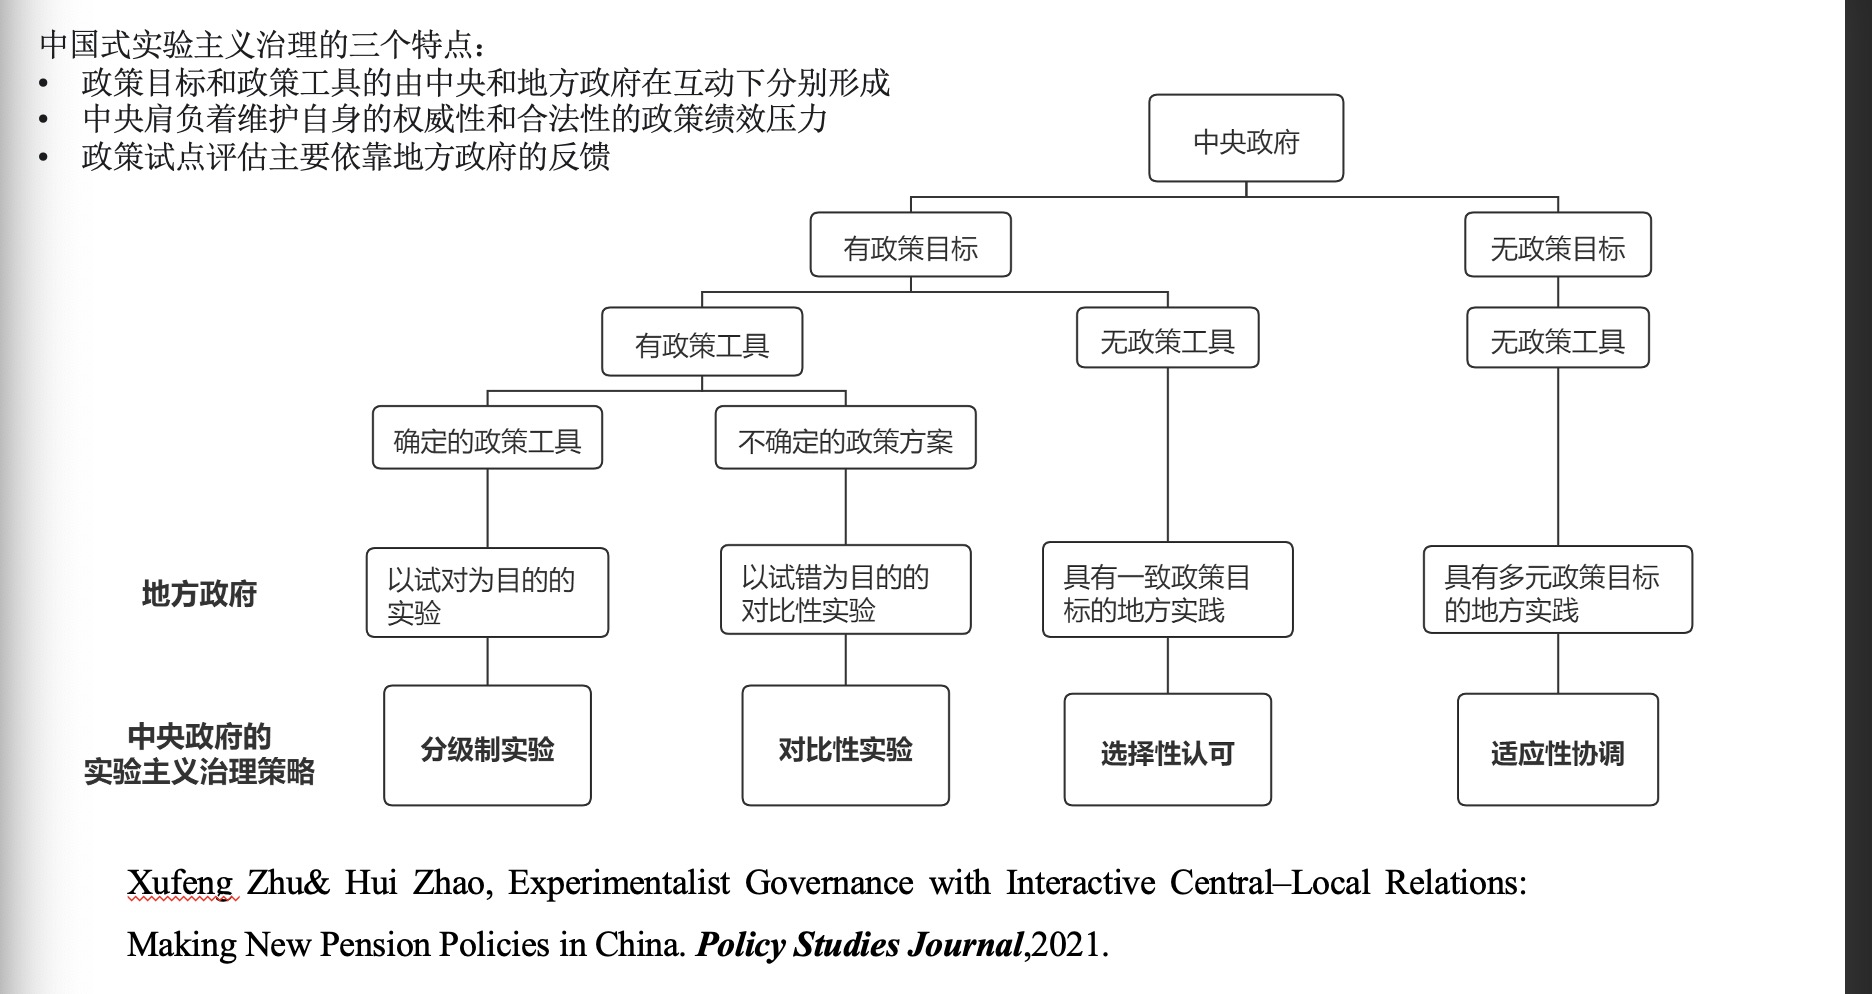 中国式实验主义治理的三个特点：
• 政策目标和政策工具的由中央和地方政府在互动下分别形成
• 中央肩负着维护自身的权威性和合法性的政策绩效压力
• 政策试点评估主要依靠地方政府的反馈
中央政府
有政策目标
无政策目标
有政策工具
无政策工具
无政策工具
确定的政策工具
不确定的政策方案
地方政府
以试对为目的的
实验
以试错为目的的
对比性实验
具有一致政策目
标的地方实践
具有多元政策目标
的地方实践
中央政府的
实验主义治理策略
分级制实验
对比性实验
选择性认可
适应性协调
Xufeng Zhu& Hui Zhao, Experimentalist Governance with Interactive Central–Local Relations:
Making New Pension Policies in China. Policy Studies Journal,2021.